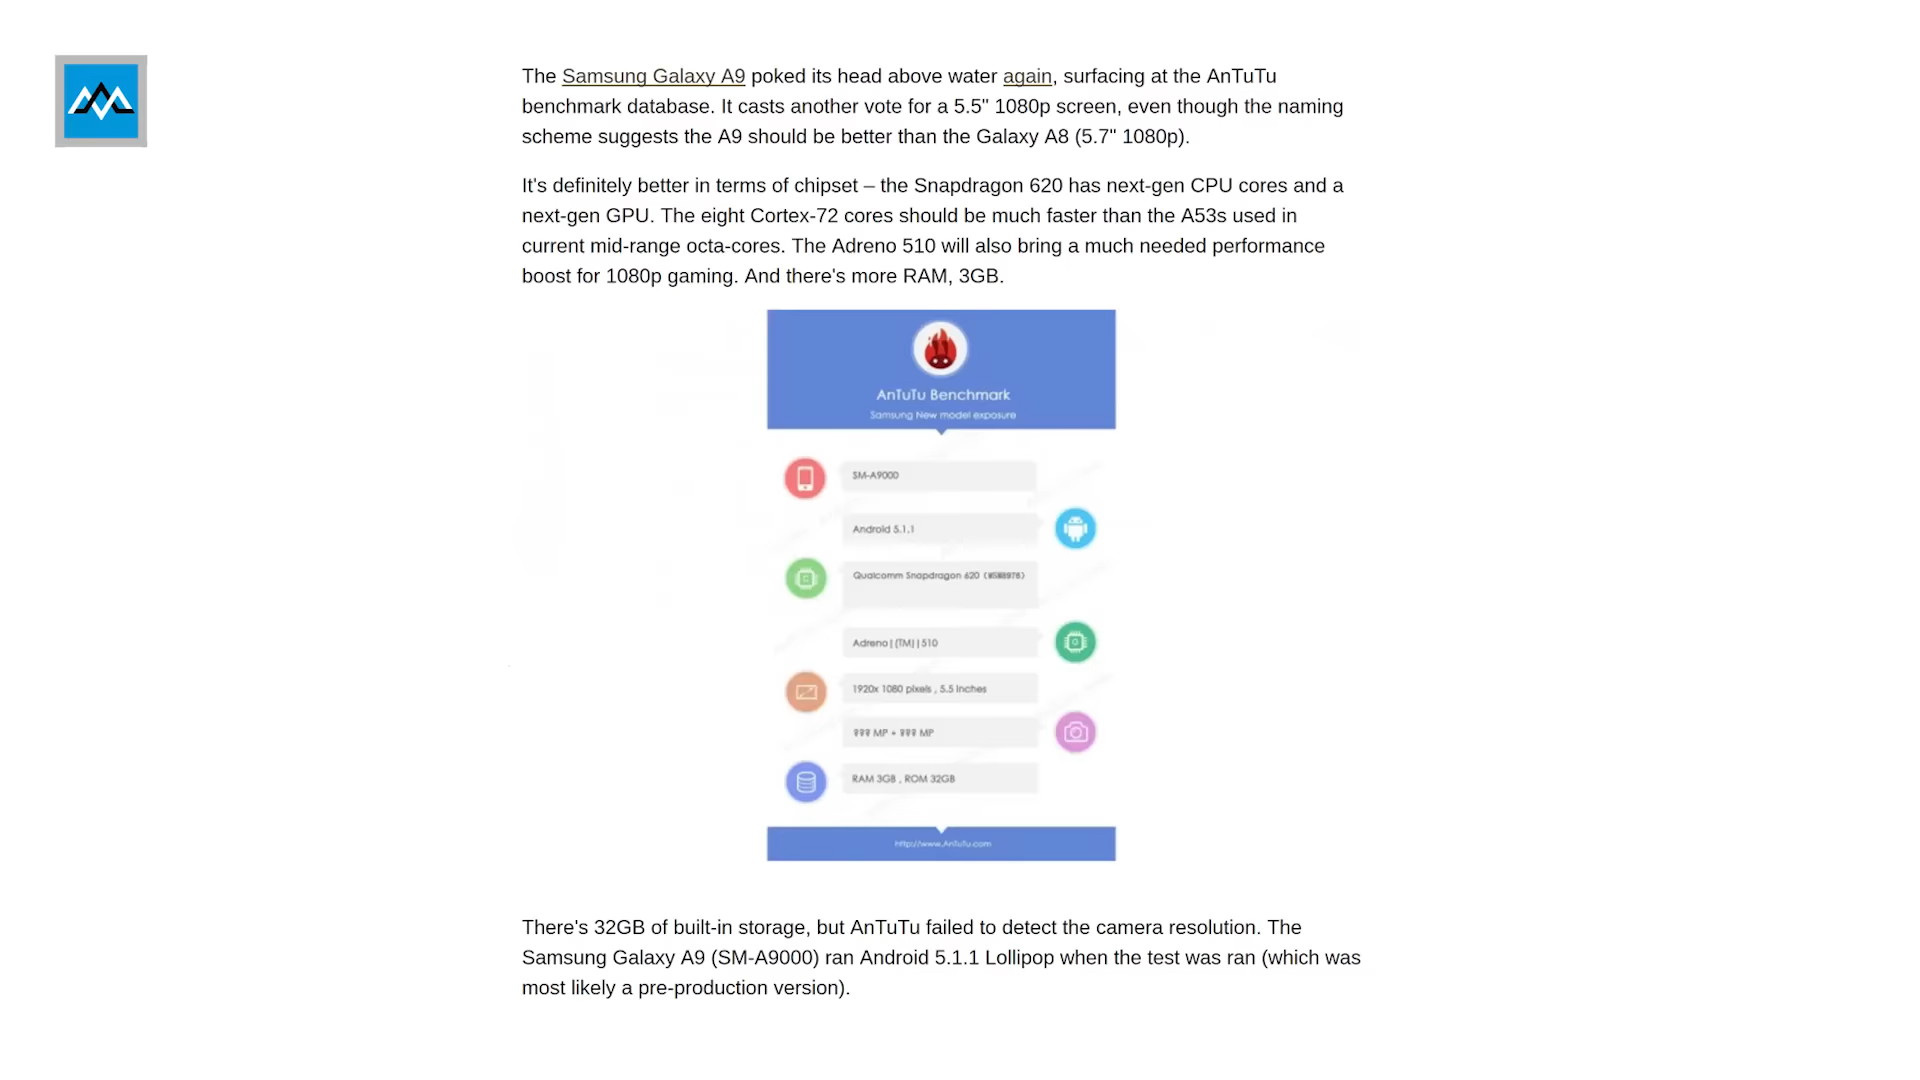 The Samsung Galaxy A9 poked its head above water again, surfacing at the AnTuTu
benchmark database. It casts another vote for a 5.5" 1080p screen, even though the naming
scheme suggests the A9 should be better than the Galaxy A8 (5.7" 1080p).
It's definitely better in terms of chipset – the Snapdragon 620 has next-gen CPU cores and a
next-gen GPU. The eight Cortex-72 cores should be much faster than the A53s used in
current mid-range octa-cores. The Adreno 510 will also bring a much needed performance
boost for 1080p gaming. And there's more RAM, 3GB.
AnTuTu Benchmark
Samsung New model exposure
SM-A9000
Android 5.1.1
Qualcomm Snapdragon 620 (MSM8976)
Adreno | (TM) | 510
1920x 1080 pixels , 5.5 Inches
??? MP + ??? MP
RAM 3GB , ROM 32GB
http://www.AnTuTu.com
There's 32GB of built-in storage, but AnTuTu failed to detect the camera resolution. The
Samsung Galaxy A9 (SM-A9000) ran Android 5.1.1 Lollipop when the test was ran (which was
most likely a pre-production version).